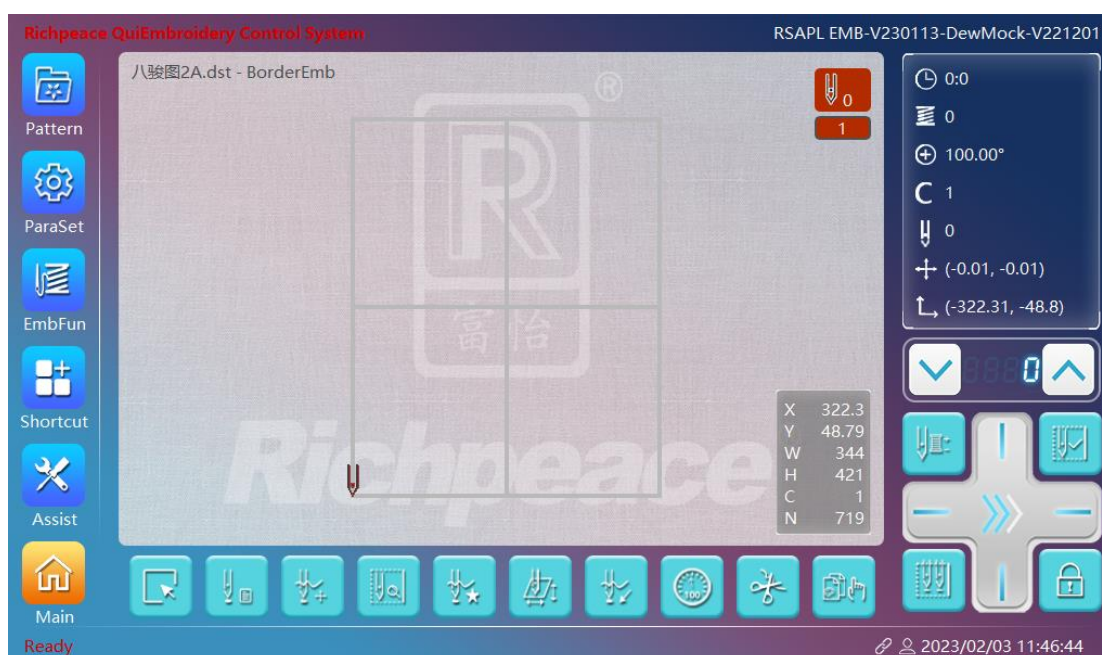 Richpeace QuiEmbroidery Control System
RSAPL EMB-V230113-DewMock-V221201
八骏图2A.dst - BorderEmb
Pattern
ParaSet
EmbFun
Shortcut
Assist
Main
®
R
富怡
Richpeace
0
1
X 322.3
Y 48.79
W 344
H 421
C 1
N 719
0:0
0
100.00°
C 1
0
(-0.01, -0.01)
(-322.31, -48.8)
0
100
Ready
2023/02/03 11:46:44